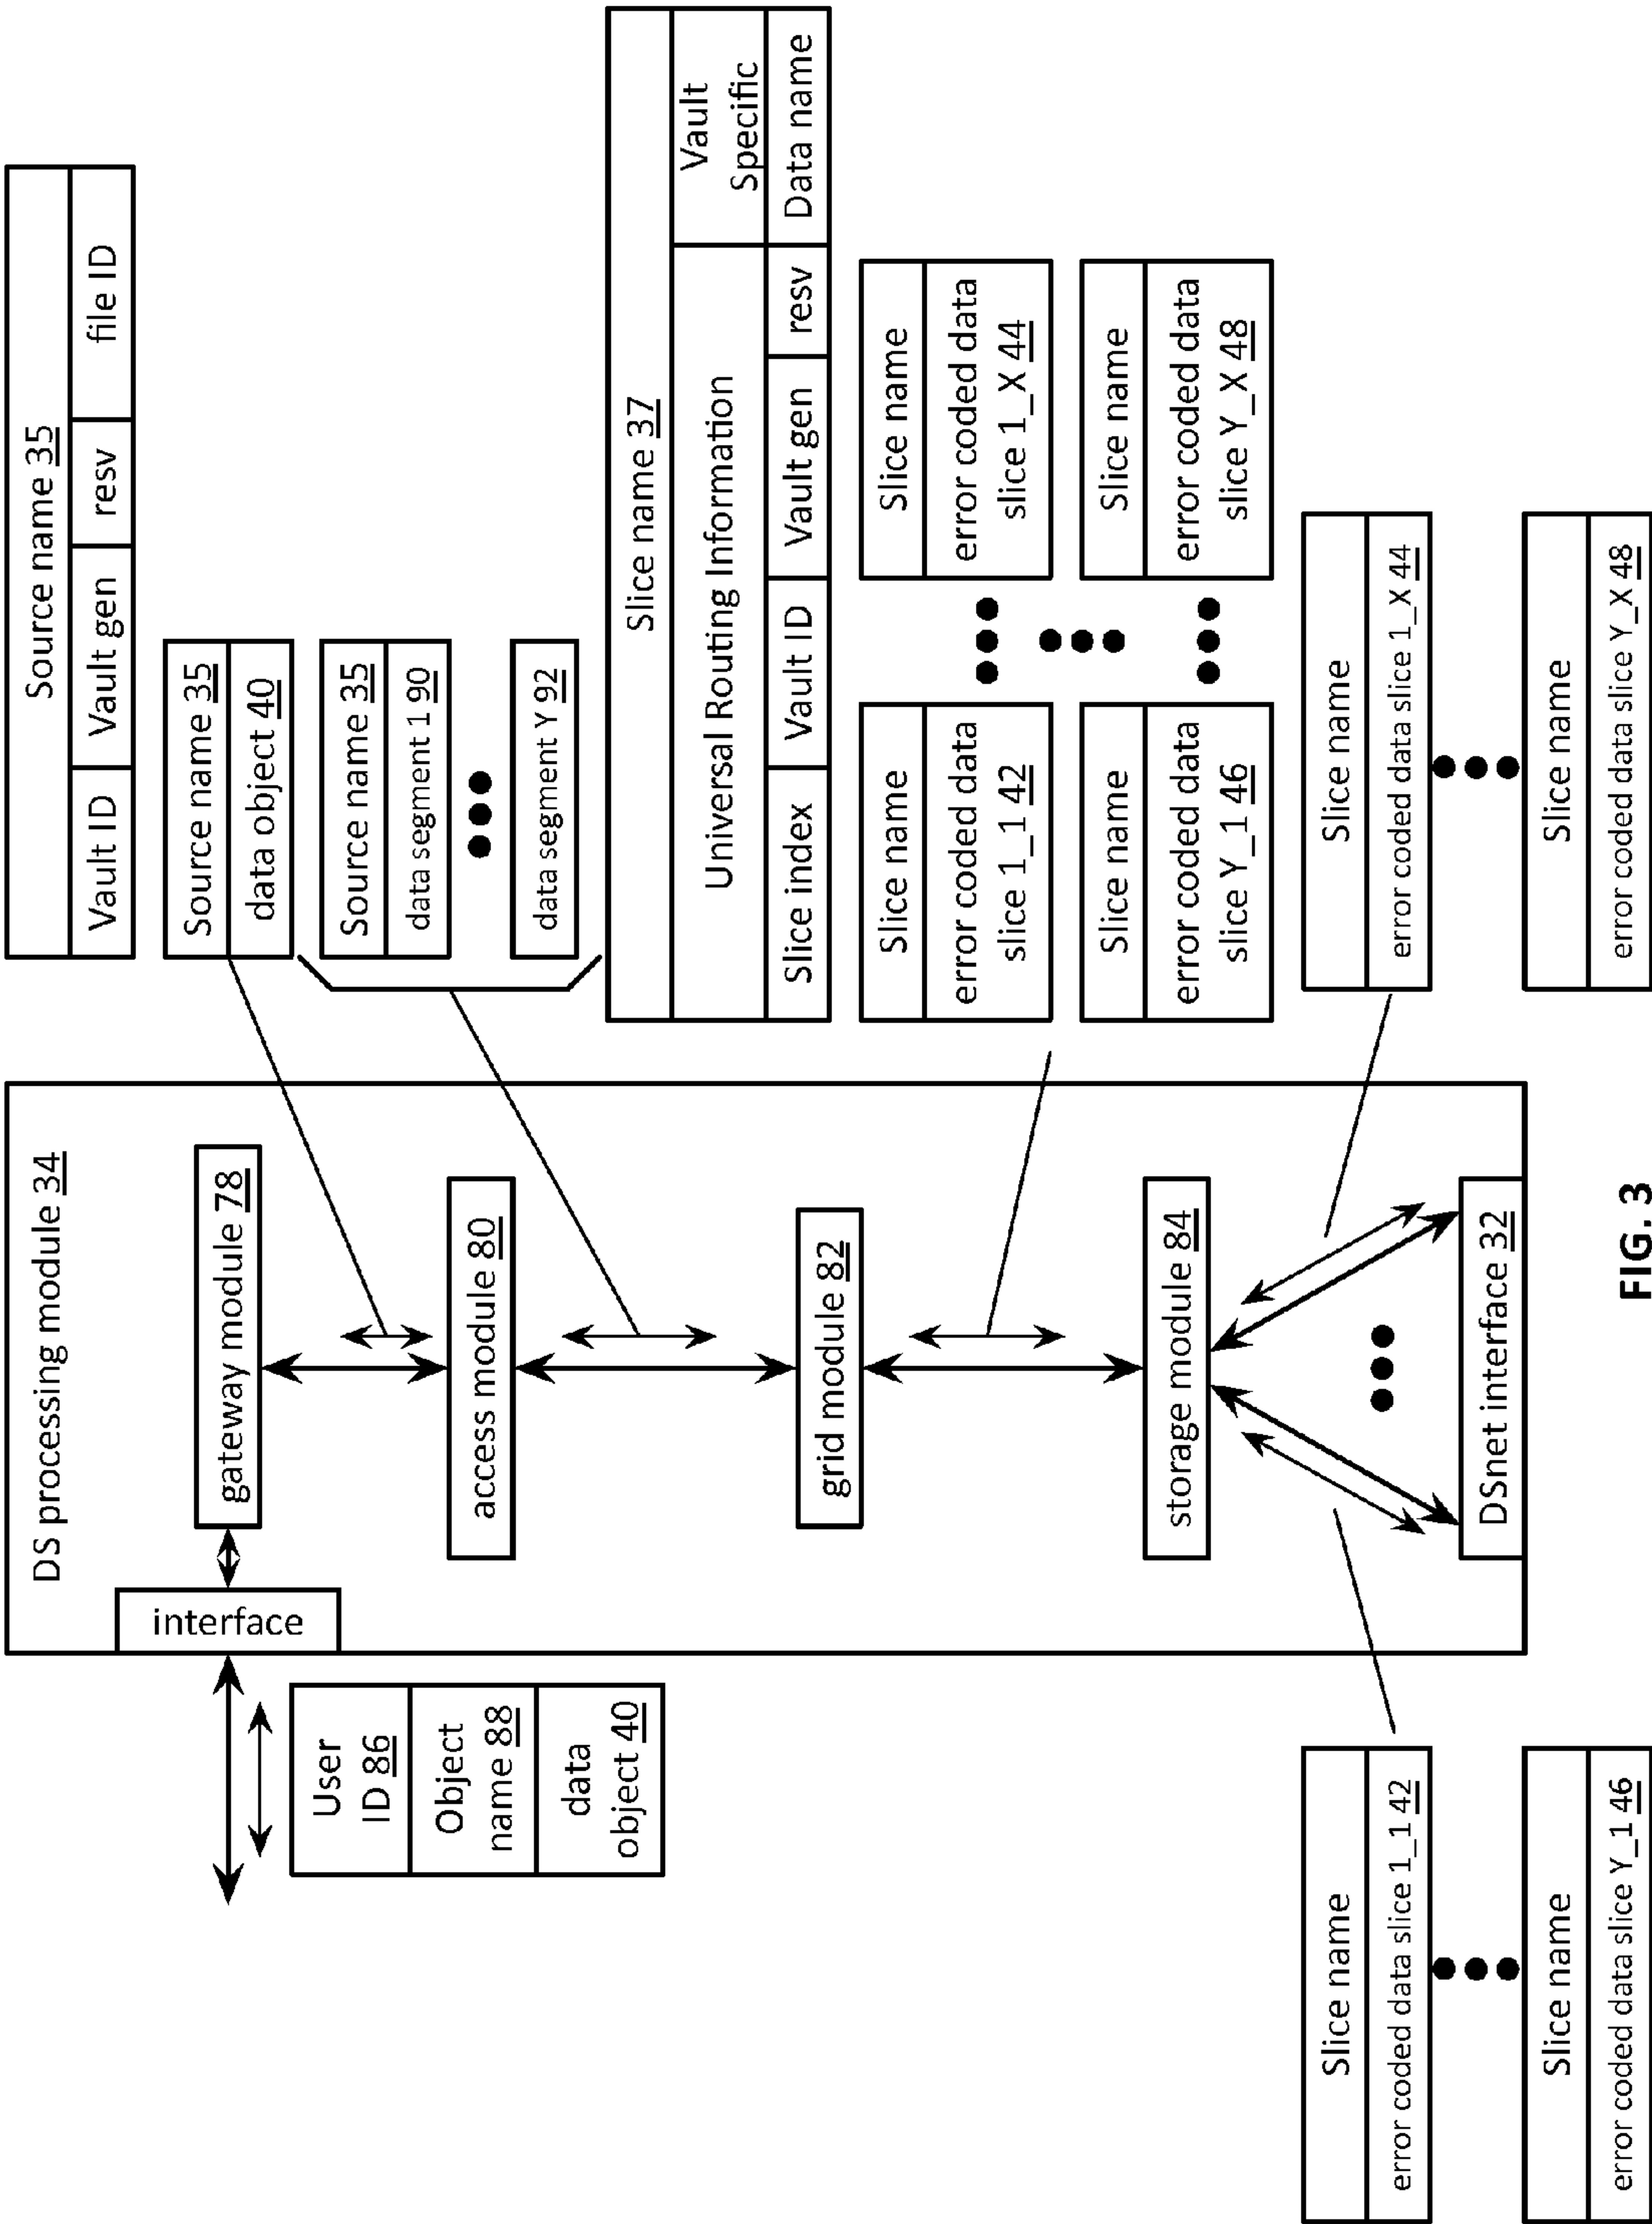 DS processing module 34
interface
gateway module 78
access module 80
grid module 82
storage module 84
DSnet interface 32
User
ID 86
Object
name 88
data
object 40
Source name 35
Vault ID
Vault gen
resv
file ID
Source name 35
data object 40
Source name 35
data segment 1 90
data segment Y 92
Slice name 37
Universal Routing Information
Vault
Specific
Slice index
Vault ID
Vault gen
resv
Data name
Slice name
error coded data
slice 1_1 42
Slice name
error coded data
slice 1_X 44
Slice name
error coded data
slice Y_1 46
Slice name
error coded data
slice Y_X 48
Slice name
error coded data slice 1_1 42
Slice name
error coded data slice Y_1 46
Slice name
error coded data slice 1_X 44
Slice name
error coded data slice Y_X 48
FIG. 3